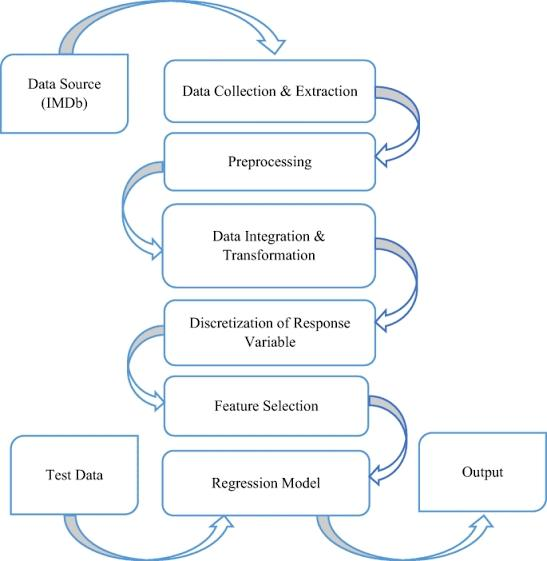 Data Source
(IMDb)
Data Collection & Extraction
Preprocessing
Data Integration &
Transformation
Discretization of Response
Variable
Feature Selection
Test Data
Regression Model
Output